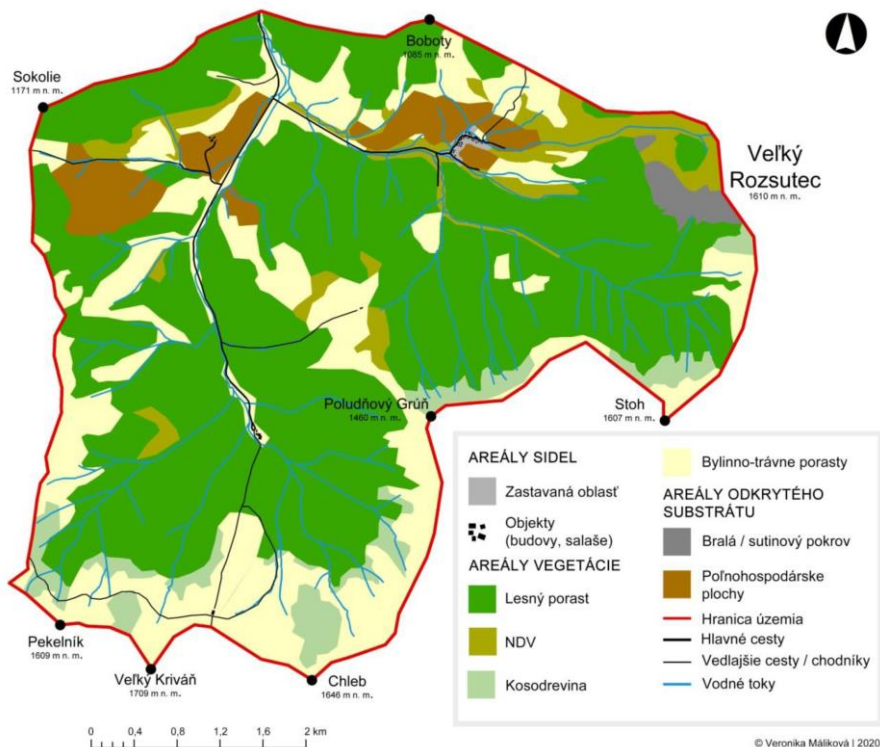 Boboty
1085 m n. m.
Sokolie
1171 m n. m.
Veľký
Rozsutec
1610 m n. m.
Poludňový Grúň
1460 m n. m.
Stoh
1607 m n. m.
Pekelník
1609 m n. m.
Veľký Kriváň
1709 m n. m.
Chleb
1646 m n. m.
AREÁLY SIDEL
Zastavaná oblasť
Objekty
(budovy, salaše)
AREÁLY VEGETÁCIE
Lesný porast
NDV
Kosodrevina
Bylinno-trávne porasty
AREÁLY ODKRYTÉHO
SUBSTRÁTU
Bralá / sutinový pokrov
Poľnohospodárske
plochy
Hranica územia
Hlavné cesty
Vedlajšie cesty / chodníky
Vodné toky
0 0,4 0,8 1,2 1,6 2 km
© Veronika Máliková | 2020